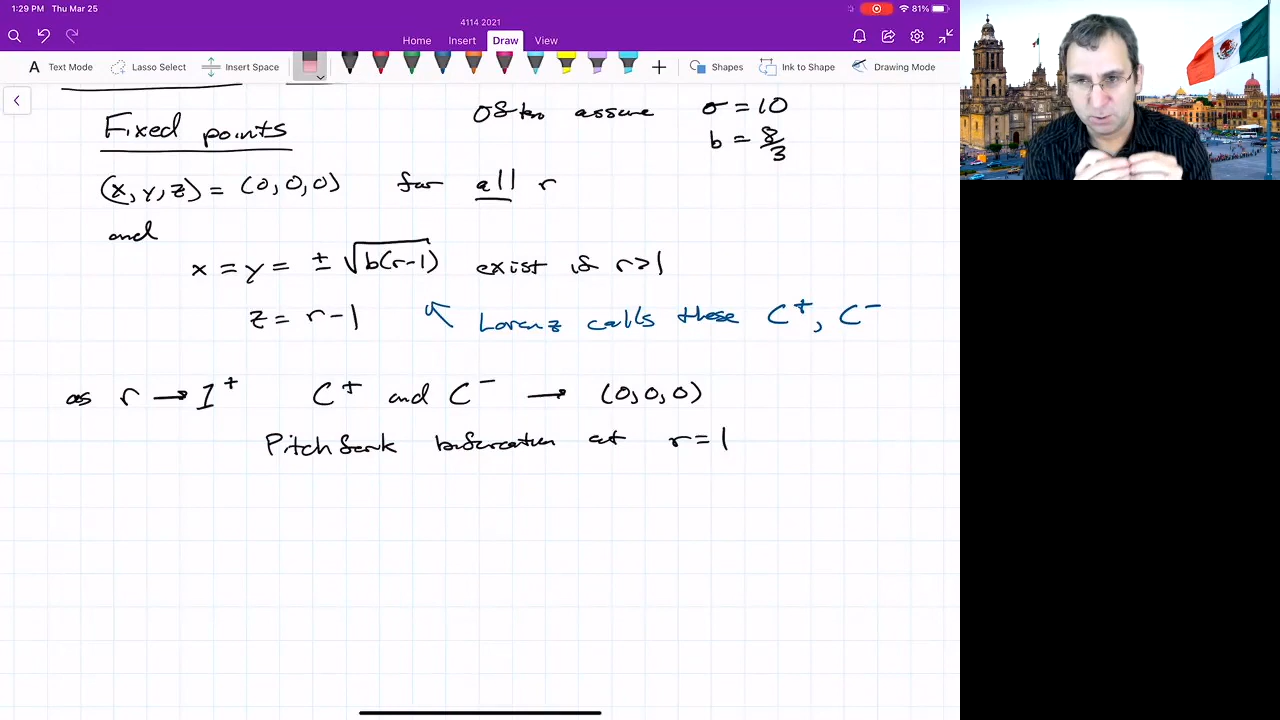 1:29 PM Thu Mar 25
81%
4114 2021
Home Insert Draw View
Text Mode Lasso Select Insert Space Shapes Ink to Shape Drawing Mode
Fixed points
often assume σ = 10
b = 8/3
(x, y, z) = (0, 0, 0) for all r
and
x = y = ± √b(r-1) exist if r>1
z = r - 1 ↖ Lorenz calls these C⁺, C⁻
as r → 1⁺ C⁺ and C⁻ → (0,0,0)
Pitchfork bifurcation at r = 1